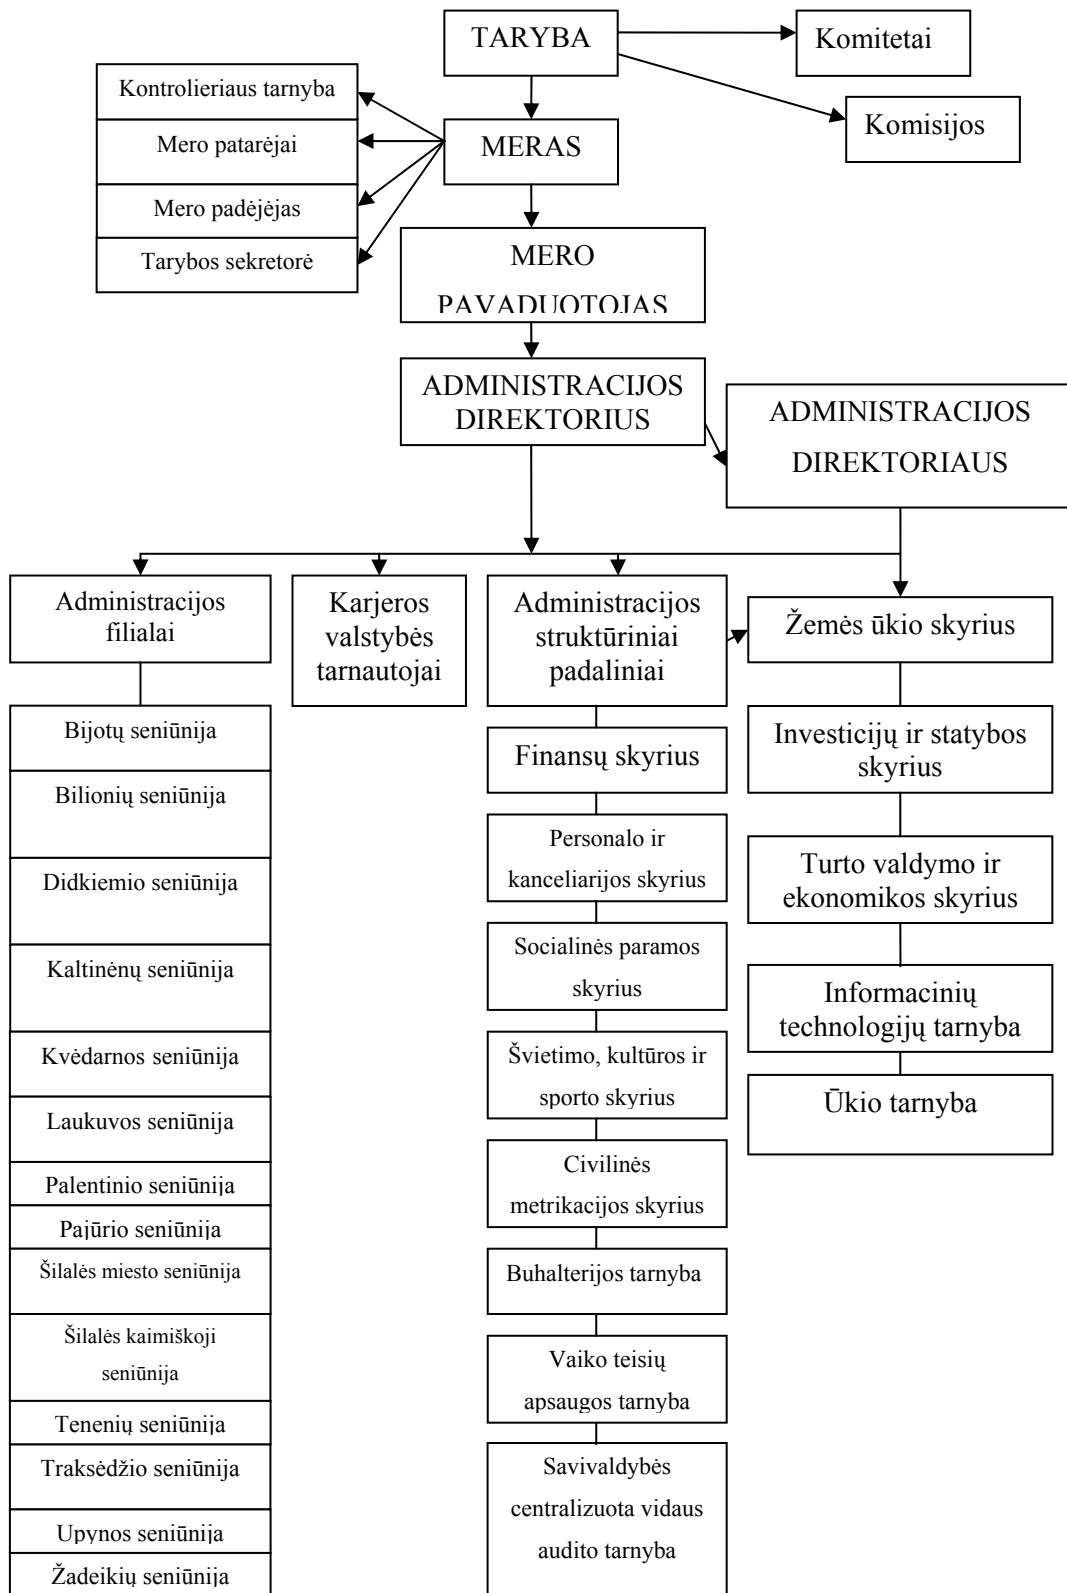 TARYBA
Komitetai
Komisijos
Kontrolieriaus tarnyba
Mero patarėjai
Mero padėjėjas
Tarybos sekretorė
MERAS
MERO
PAVADUOTOJAS
ADMINISTRACIJOS
DIREKTORIUS
ADMINISTRACIJOS
DIREKTORIAUS
Administracijos
filialai
Bijotų seniūnija
Bilionių seniūnija
Didkiemio seniūnija
Kaltinėnų seniūnija
Kvėdarnos seniūnija
Laukuvos seniūnija
Palentinio seniūnija
Pajūrio seniūnija
Šilalės miesto seniūnija
Šilalės kaimiškoji
seniūnija
Tenenių seniūnija
Traksėdžio seniūnija
Upynos seniūnija
Žadeikių seniūnija
Karjeros
valstybės
tarnautojai
Administracijos
struktūriniai
padaliniai
Finansų skyrius
Personalo ir
kanceliarijos skyrius
Socialinės paramos
skyrius
Švietimo, kultūros ir
sporto skyrius
Civilinės
metrikacijos skyrius
Buhalterijos tarnyba
Vaiko teisių
apsaugos tarnyba
Savivaldybės
centralizuota vidaus
audito tarnyba
Žemės ūkio skyrius
Investicijų ir statybos
skyrius
Turto valdymo ir
ekonomikos skyrius
Informacinių
technologijų tarnyba
Ūkio tarnyba